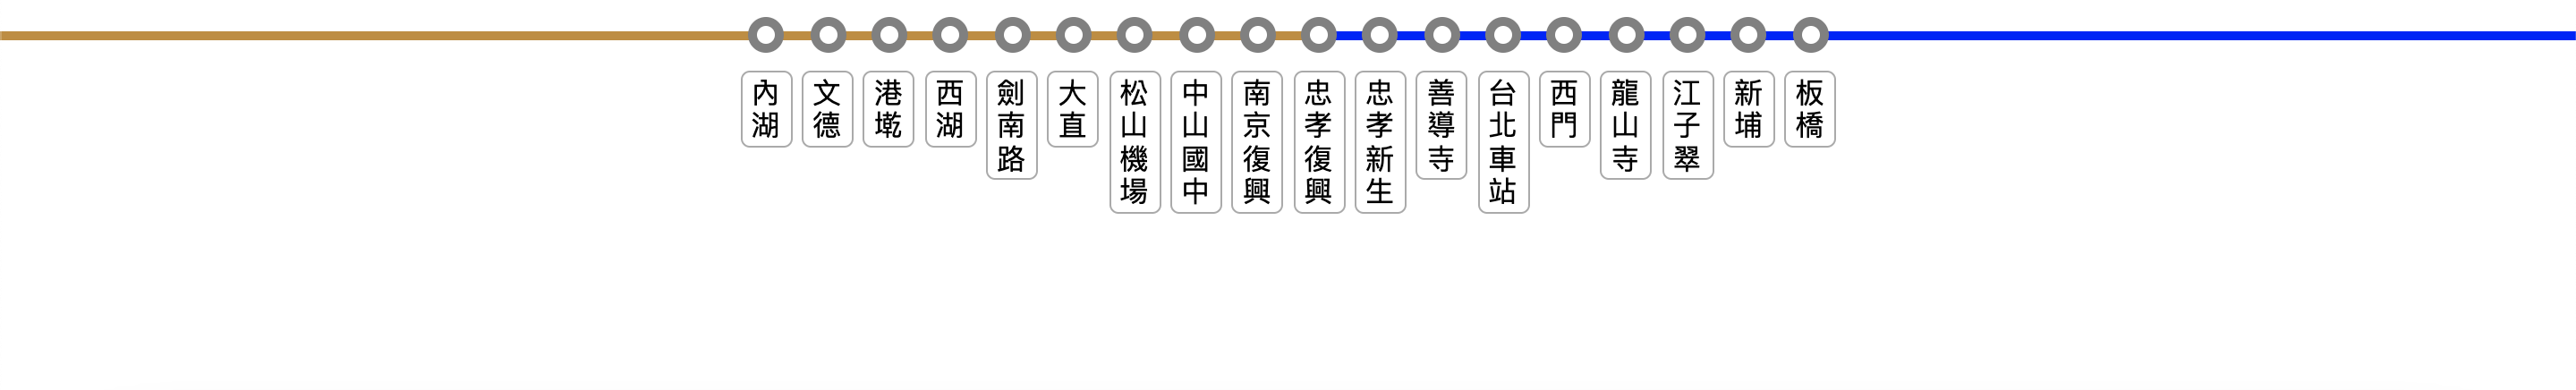 內湖
文德
港墘
西湖
劍南路
大直
松山機場
中山國中
南京復興
忠孝復興
忠孝新生
善導寺
台北車站
西門
龍山寺
江子翠
新埔
板橋